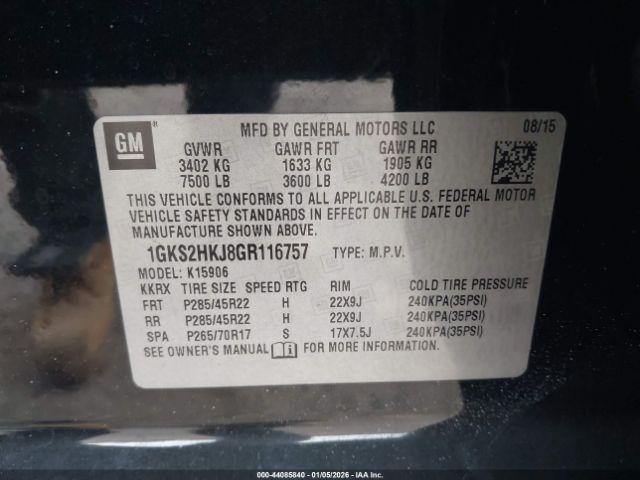 GM ®
MFD BY GENERAL MOTORS LLC 08/15
GVWR GAWR FRT GAWR RR
3402 KG 1633 KG 1905 KG
7500 LB 3600 LB 4200 LB
THIS VEHICLE CONFORMS TO ALL APPLICABLE U.S. FEDERAL MOTOR
VEHICLE SAFETY STANDARDS IN EFFECT ON THE DATE OF
MANUFACTURE SHOWN ABOVE.
1GKS2HKJ8GR116757 TYPE: M.P.V.
MODEL: K15906
KKRX TIRE SIZE SPEED RTG RIM COLD TIRE PRESSURE
FRT P285/45R22 H 22X9J 240KPA(35PSI)
RR P285/45R22 H 22X9J 240KPA(35PSI)
SPA P265/70R17 S 17X7.5J 240KPA(35PSI)
SEE OWNER'S MANUAL FOR MORE INFORMATION.
000-44085840 - 01/05/2026 - IAA Inc.